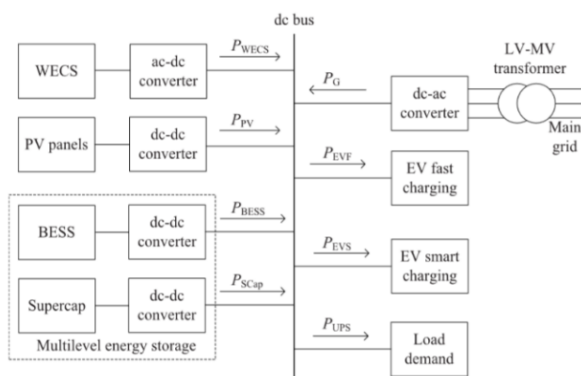 dc bus
WECS
ac-dc
converter
P_WECS
PV panels
dc-dc
converter
P_PV
BESS
dc-dc
converter
P_BESS
Supercap
dc-dc
converter
P_SCap
Multilevel energy storage
P_G
dc-ac
converter
LV-MV
transformer
Main
grid
P_EVF
EV fast
charging
P_EVS
EV smart
charging
P_UPS
Load
demand